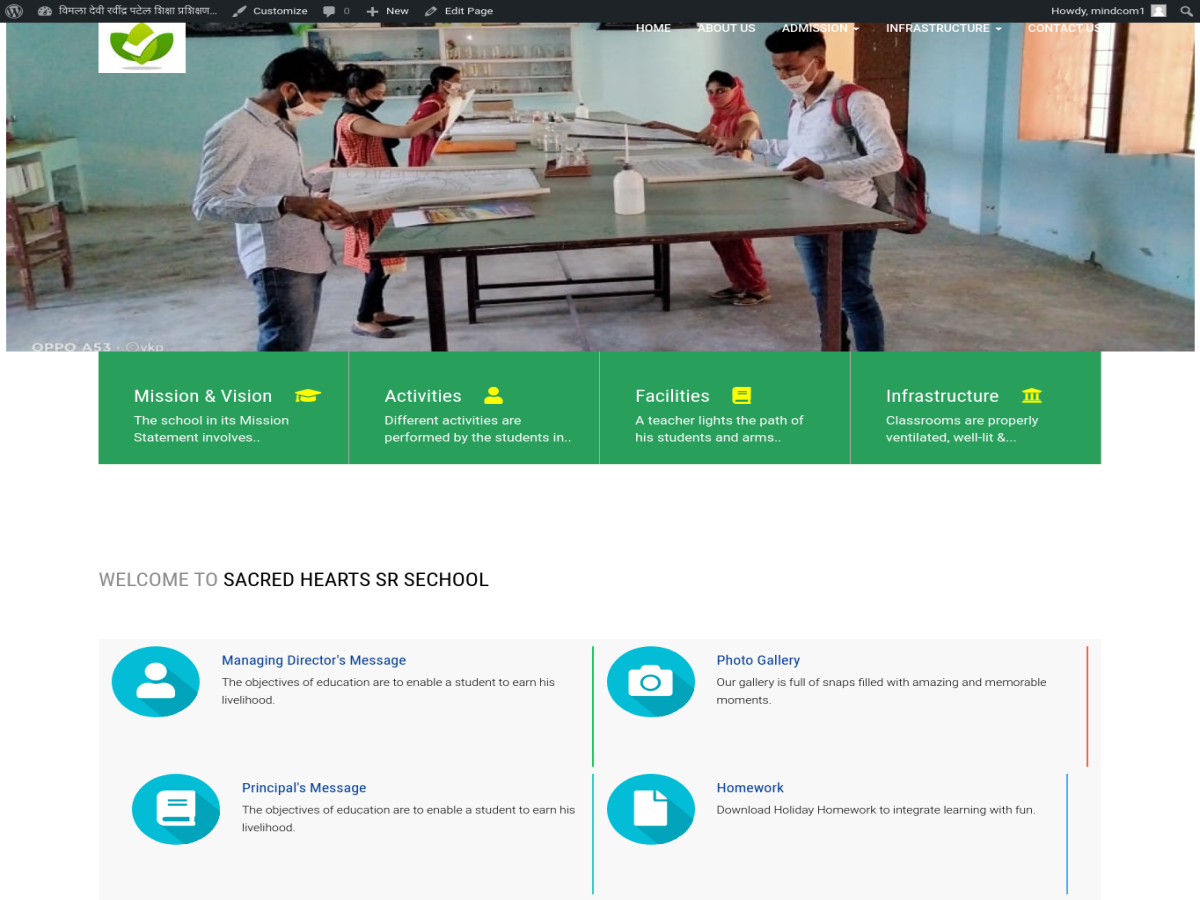 विमला देवी रवींद्र पटेल शिक्षा प्रशिक्षण... Customize 0 New Edit Page Howdy, mindcom1
HOME ABOUT US ADMISSION INFRASTRUCTURE CONTACT US
OPPO A53 · ©vkp
Mission & Vision
The school in its Mission
Statement involves..
Activities
Different activities are
performed by the students in..
Facilities
A teacher lights the path of
his students and arms..
Infrastructure
Classrooms are properly
ventilated, well-lit &...
WELCOME TO SACRED HEARTS SR SECHOOL
Managing Director's Message
The objectives of education are to enable a student to earn his
livelihood.
Photo Gallery
Our gallery is full of snaps filled with amazing and memorable
moments.
Principal's Message
The objectives of education are to enable a student to earn his
livelihood.
Homework
Download Holiday Homework to integrate learning with fun.